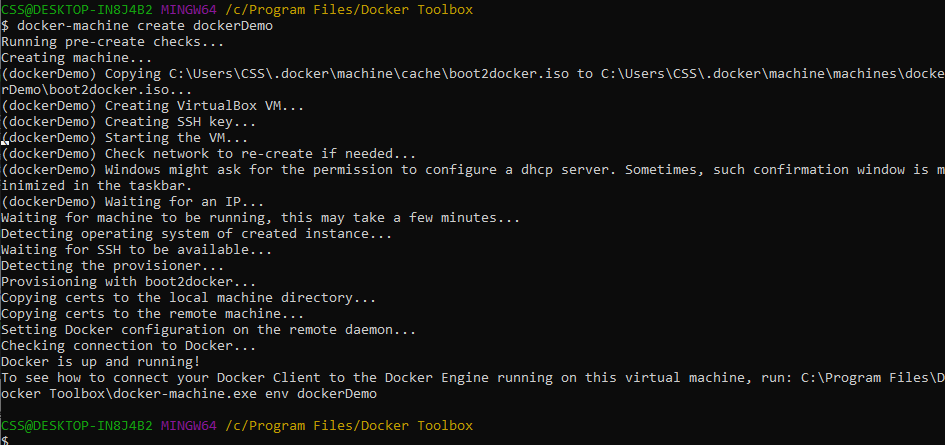 CSS@DESKTOP-IN8J4B2 MINGW64 /c/Program Files/Docker Toolbox
$ docker-machine create dockerDemo
Running pre-create checks...
Creating machine...
(dockerDemo) Copying C:\Users\CSS\.docker\machine\cache\boot2docker.iso to C:\Users\CSS\.docker\machine\machines\docke
rDemo\boot2docker.iso...
(dockerDemo) Creating VirtualBox VM...
(dockerDemo) Creating SSH key...
(dockerDemo) Starting the VM...
(dockerDemo) Check network to re-create if needed...
(dockerDemo) Windows might ask for the permission to configure a dhcp server. Sometimes, such confirmation window is m
inimized in the taskbar.
(dockerDemo) Waiting for an IP...
Waiting for machine to be running, this may take a few minutes...
Detecting operating system of created instance...
Waiting for SSH to be available...
Detecting the provisioner...
Provisioning with boot2docker...
Copying certs to the local machine directory...
Copying certs to the remote machine...
Setting Docker configuration on the remote daemon...
Checking connection to Docker...
Docker is up and running!
To see how to connect your Docker Client to the Docker Engine running on this virtual machine, run: C:\Program Files\D
ocker Toolbox\docker-machine.exe env dockerDemo
CSS@DESKTOP-IN8J4B2 MINGW64 /c/Program Files/Docker Toolbox
$